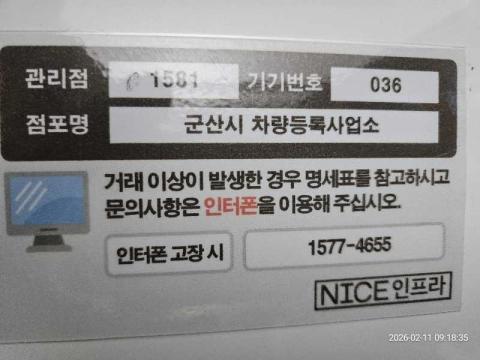 관리점 1581 기기번호 036
점포명 군산시 차량등록사업소
거래 이상이 발생한 경우 명세표를 참고하시고
문의사항은 인터폰을 이용해 주십시오.
인터폰 고장 시 1577-4655
NICE인프라
2026-02-11 09:18:35